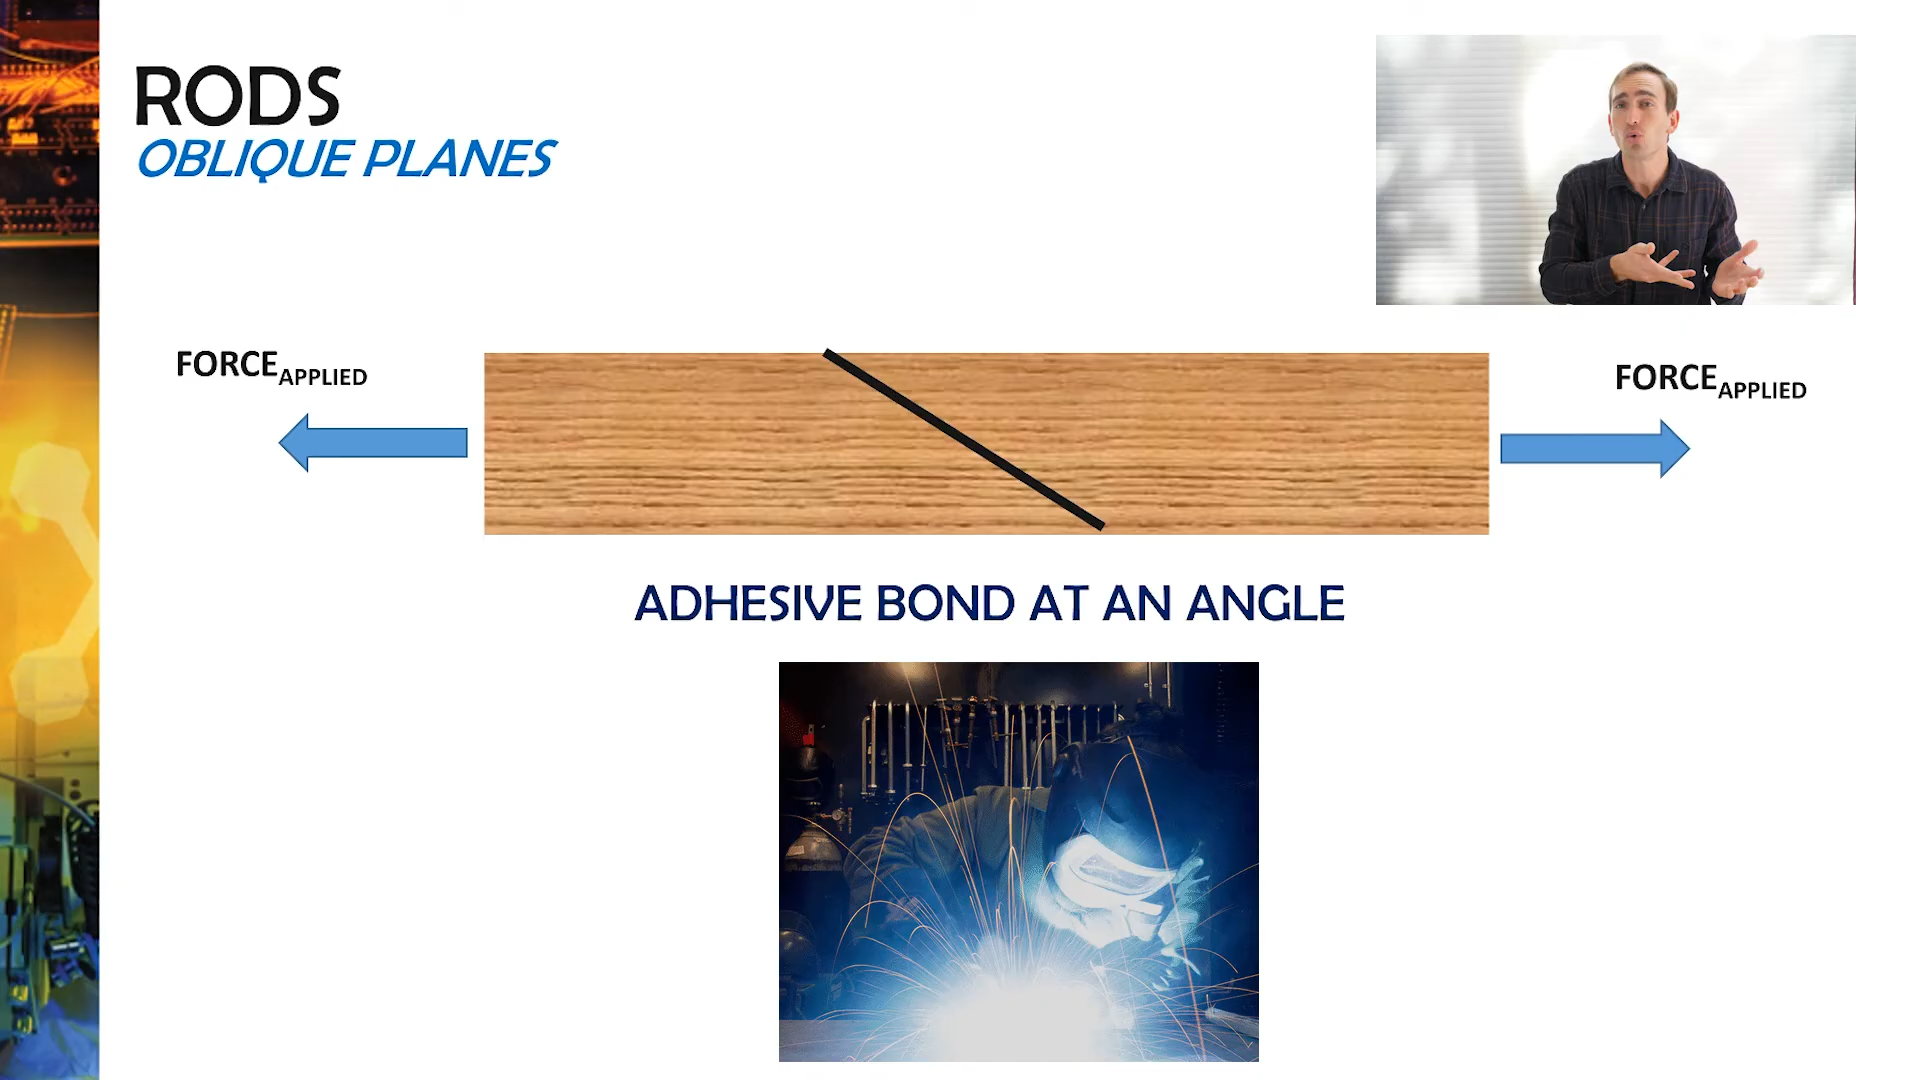 RODS
OBLIQUE PLANES
FORCEAPPLIED
FORCEAPPLIED
ADHESIVE BOND AT AN ANGLE